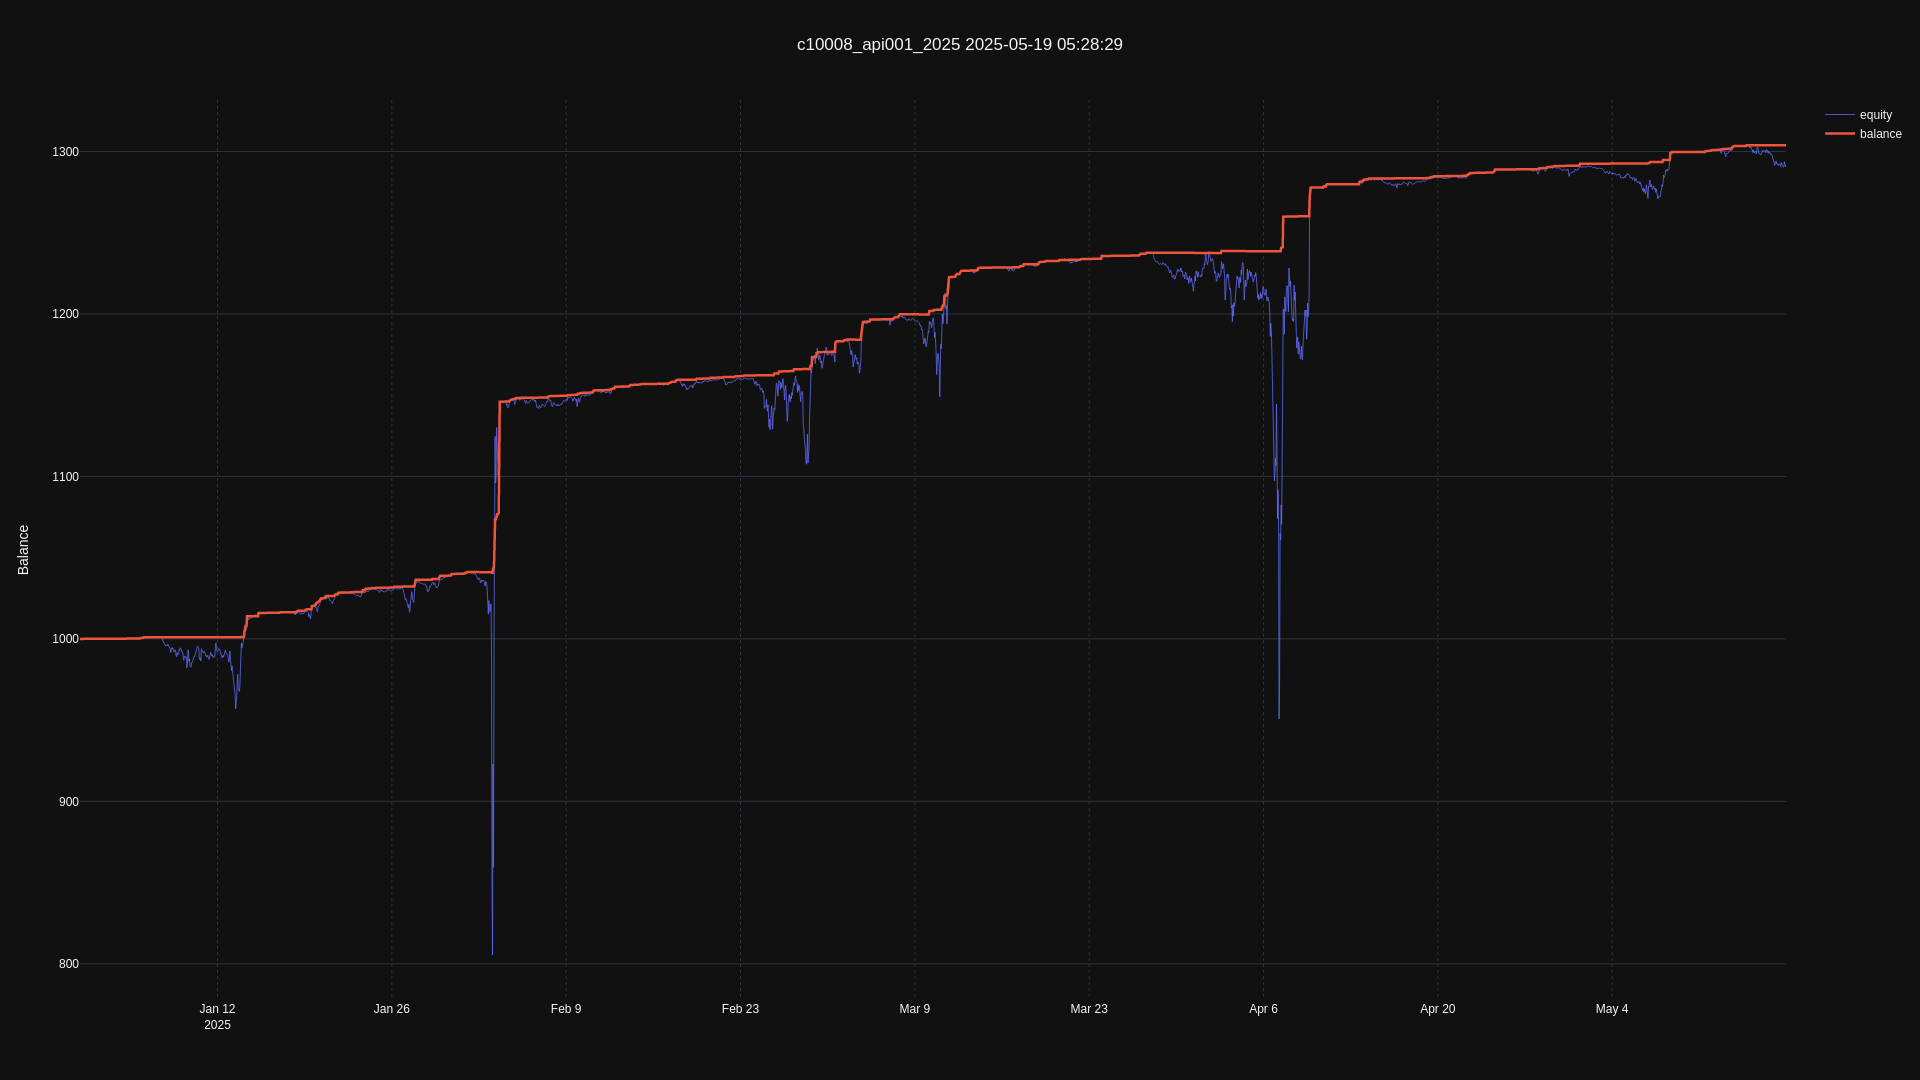 c10008_api001_2025 2025-05-19 05:28:29
equity
balance
1300
1200
1100
1000
900
800
Balance
Jan 12
2025
Jan 26
Feb 9
Feb 23
Mar 9
Mar 23
Apr 6
Apr 20
May 4